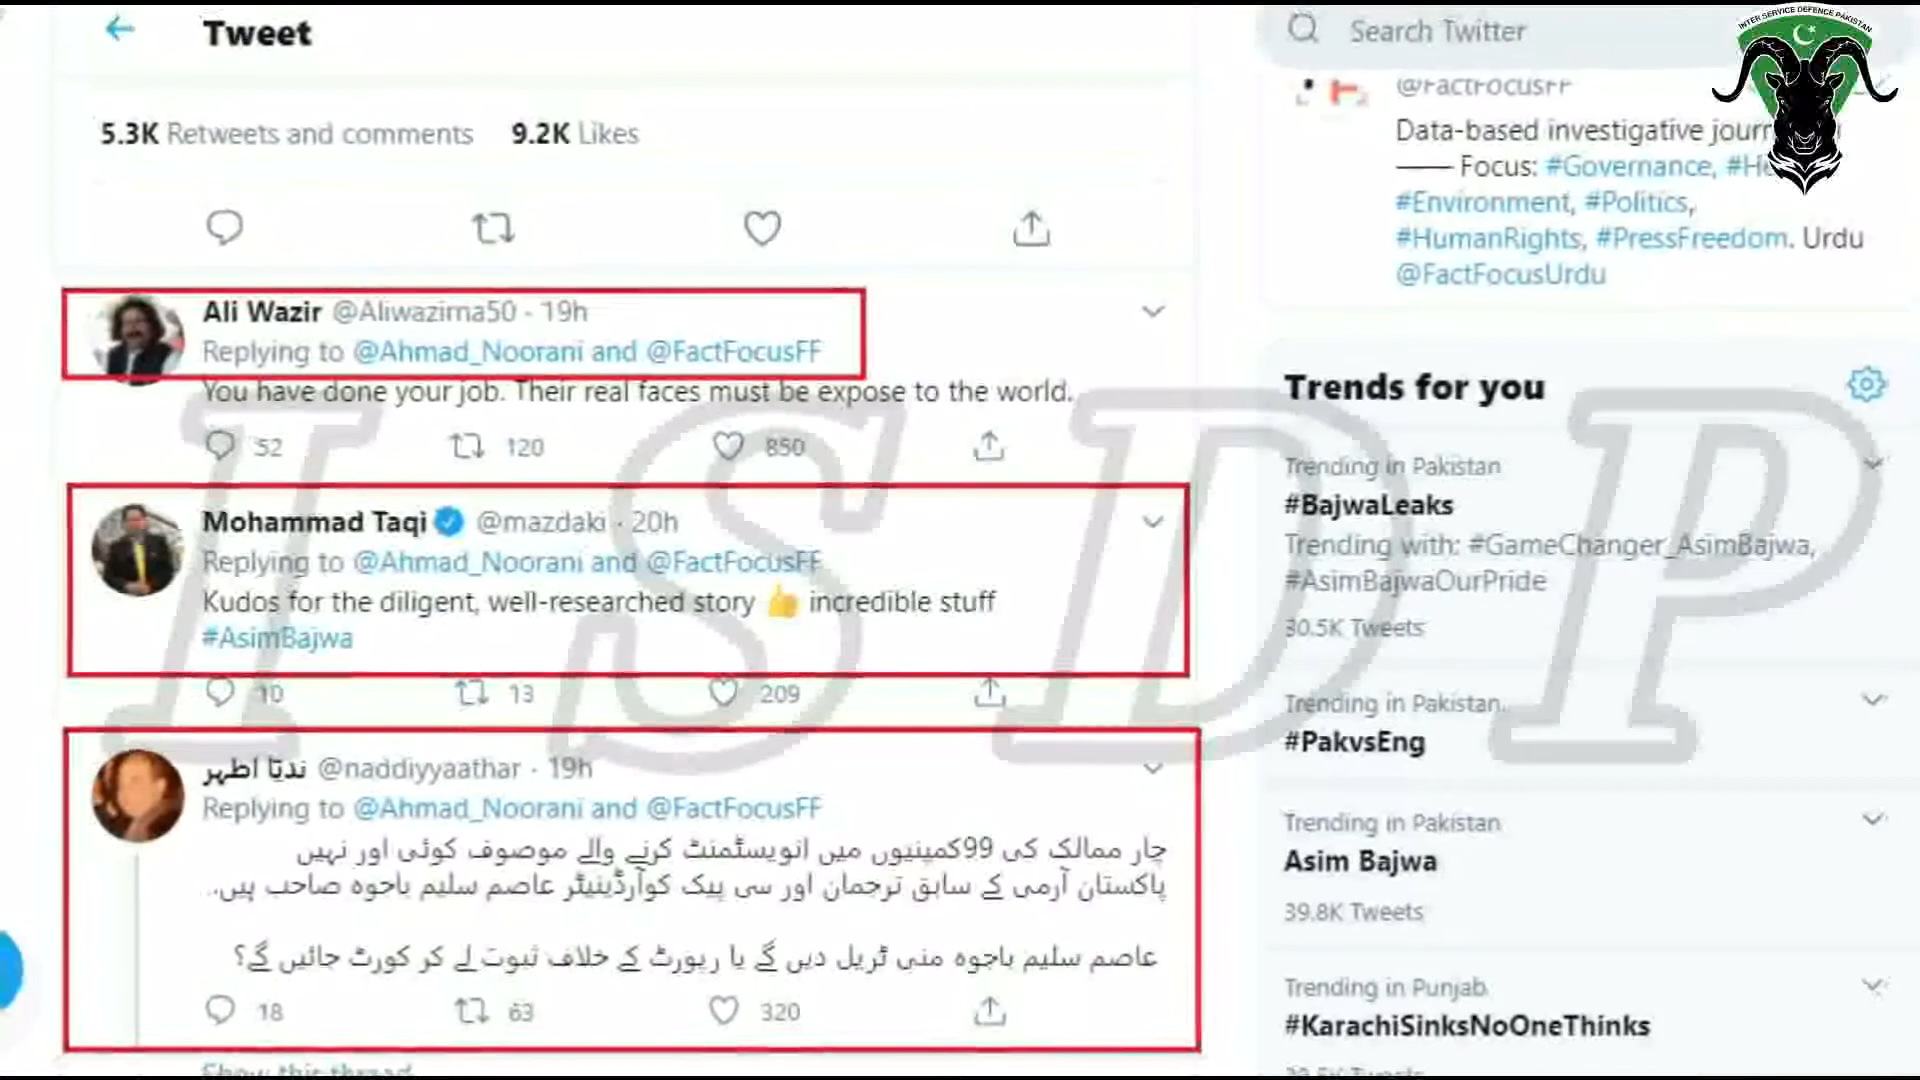 Tweet
5.3K Retweets and comments 9.2K Likes
Ali Wazir @Aliwazirna50 · 19h
Replying to @Ahmad_Noorani and @FactFocusFF
You have done your job. Their real faces must be expose to the world.
52 120 850
Mohammad Taqi @mazdaki · 20h
Replying to @Ahmad_Noorani and @FactFocusFF
Kudos for the diligent, well-researched story 👍 incredible stuff
#AsimBajwa
10 13 209
ندیّا اطہر @naddiyyaathar · 19h
Replying to @Ahmad_Noorani and @FactFocusFF
چار ممالک کی 99کمپنیوں میں انویسٹمنٹ کرنے والے موصوف کوئی اور نہیں
پاکستان آرمی کے سابق ترجمان اور سی پیک کوآرڈینیٹر عاصم سلیم باجوہ صاحب ہیں..
عاصم سلیم باجوہ منی ٹریل دیں گے یا رپورٹ کے خلاف ثبوت لے کر کورٹ جائیں گے؟
18 63 320
Show this thread
Search Twitter
INTER SERVICE DEFENCE PAKISTAN
@FactFocusFF
Data-based investigative
—— Focus: #Governance,
#Environment, #Politics,
#HumanRights, #PressFreedom. Urdu
@FactFocusUrdu
Trends for you
Trending in Pakistan
#BajwaLeaks
Trending with: #GameChanger_AsimBajwa,
#AsimBajwaOurPride
30.5K Tweets
Trending in Pakistan
#PakvsEng
Trending in Pakistan
Asim Bajwa
39.8K Tweets
Trending in Punjab
#KarachiSinksNoOneThinks
I S D P